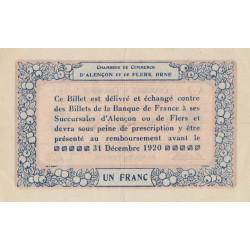 CHAMBRE DE COMMERCE
D'ALENÇON ET DE FLERS, ORNE
Ce Billet est délivré et échangé contre
des Billets de la Banque de France à ses
Succursales d'Alençon ou de Flers et
devra sous peine de prescription y être
présenté au remboursement avant le
31 Décembre 1920
UN FRANC